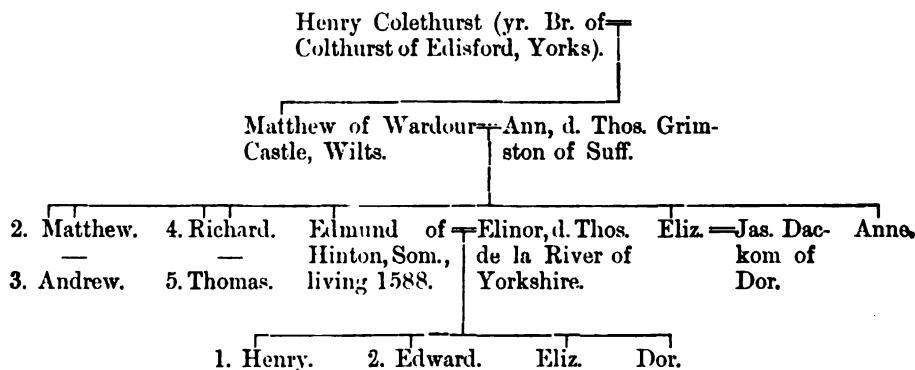 Henry Colethurst (yr. Br. of
Colthurst of Edisford, Yorks).
Matthew of Wardour
Castle, Wilts.
Ann, d. Thos. Grim-
ston of Suff.
2. Matthew.
3. Andrew.
4. Richard.
5. Thomas.
Edmund of
Hinton, Som.,
living 1588.
Elinor, d. Thos.
de la River of
Yorkshire.
Eliz.
Jas. Dac-
kom of
Dor.
Anne.
1. Henry. 2. Edward. Eliz. Dor.